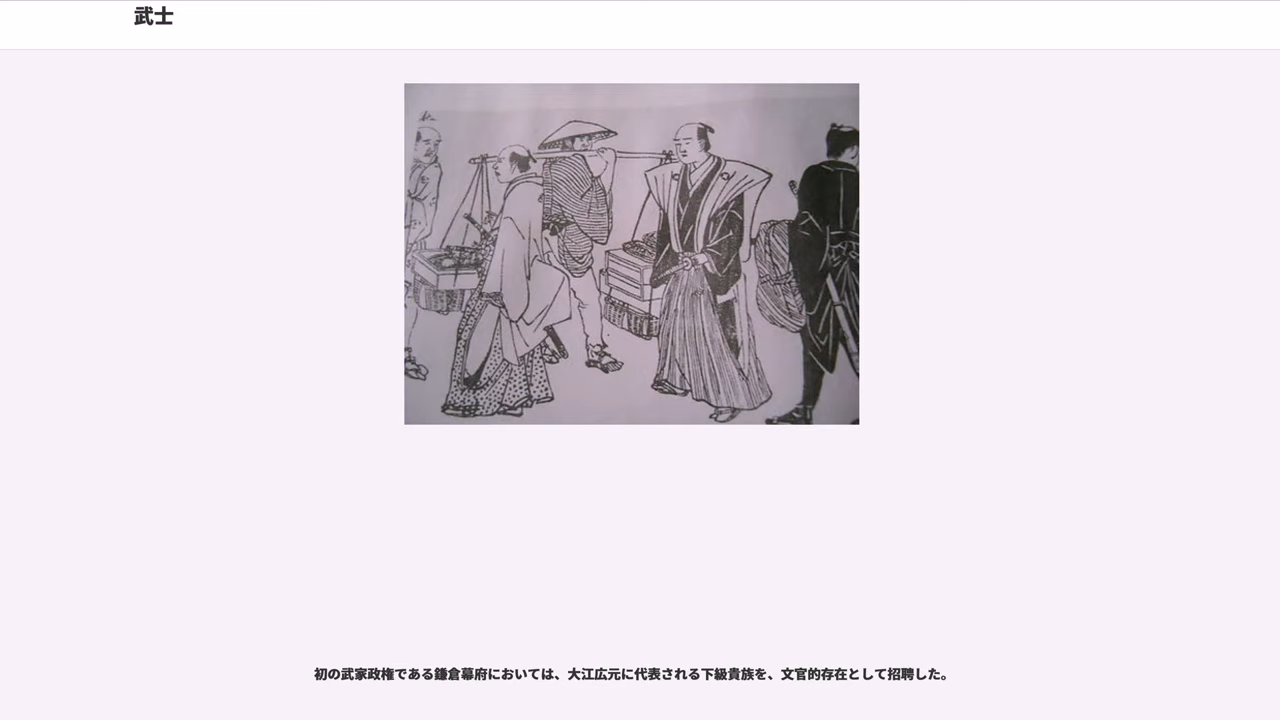 武士
初の武家政権である鎌倉幕府においては、大江広元に代表される下級貴族を、文官的存在として招聘した。